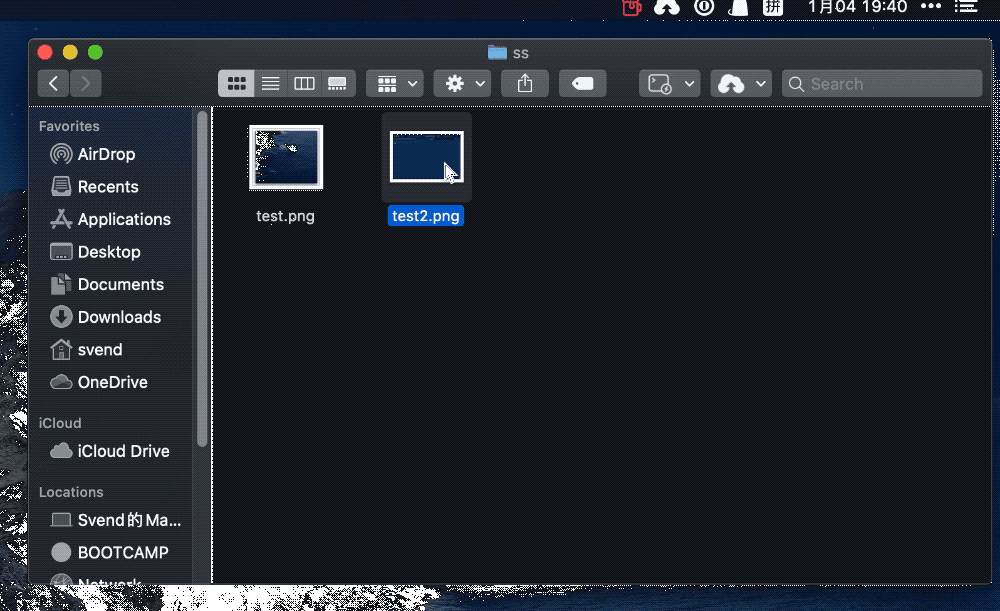 拼
1月04 19:40
ss
Search
Favorites
AirDrop
Recents
Applications
Desktop
Documents
Downloads
svend
OneDrive
iCloud
iCloud Drive
Locations
Svend的Ma...
BOOTCAMP
Network
test.png
test2.png